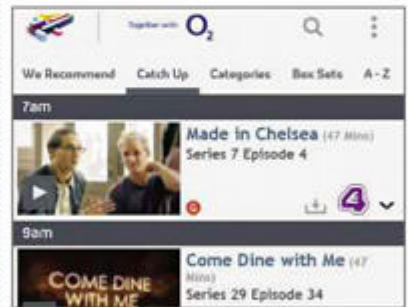 Together with O2
We Recommend Catch Up Categories Box Sets A - Z
7am
Made in Chelsea (47 Mins)
Series 7 Episode 4
G
4
9am
Come Dine with Me (47
Mins)
Series 29 Episode 34
COME DINE
WITH ME